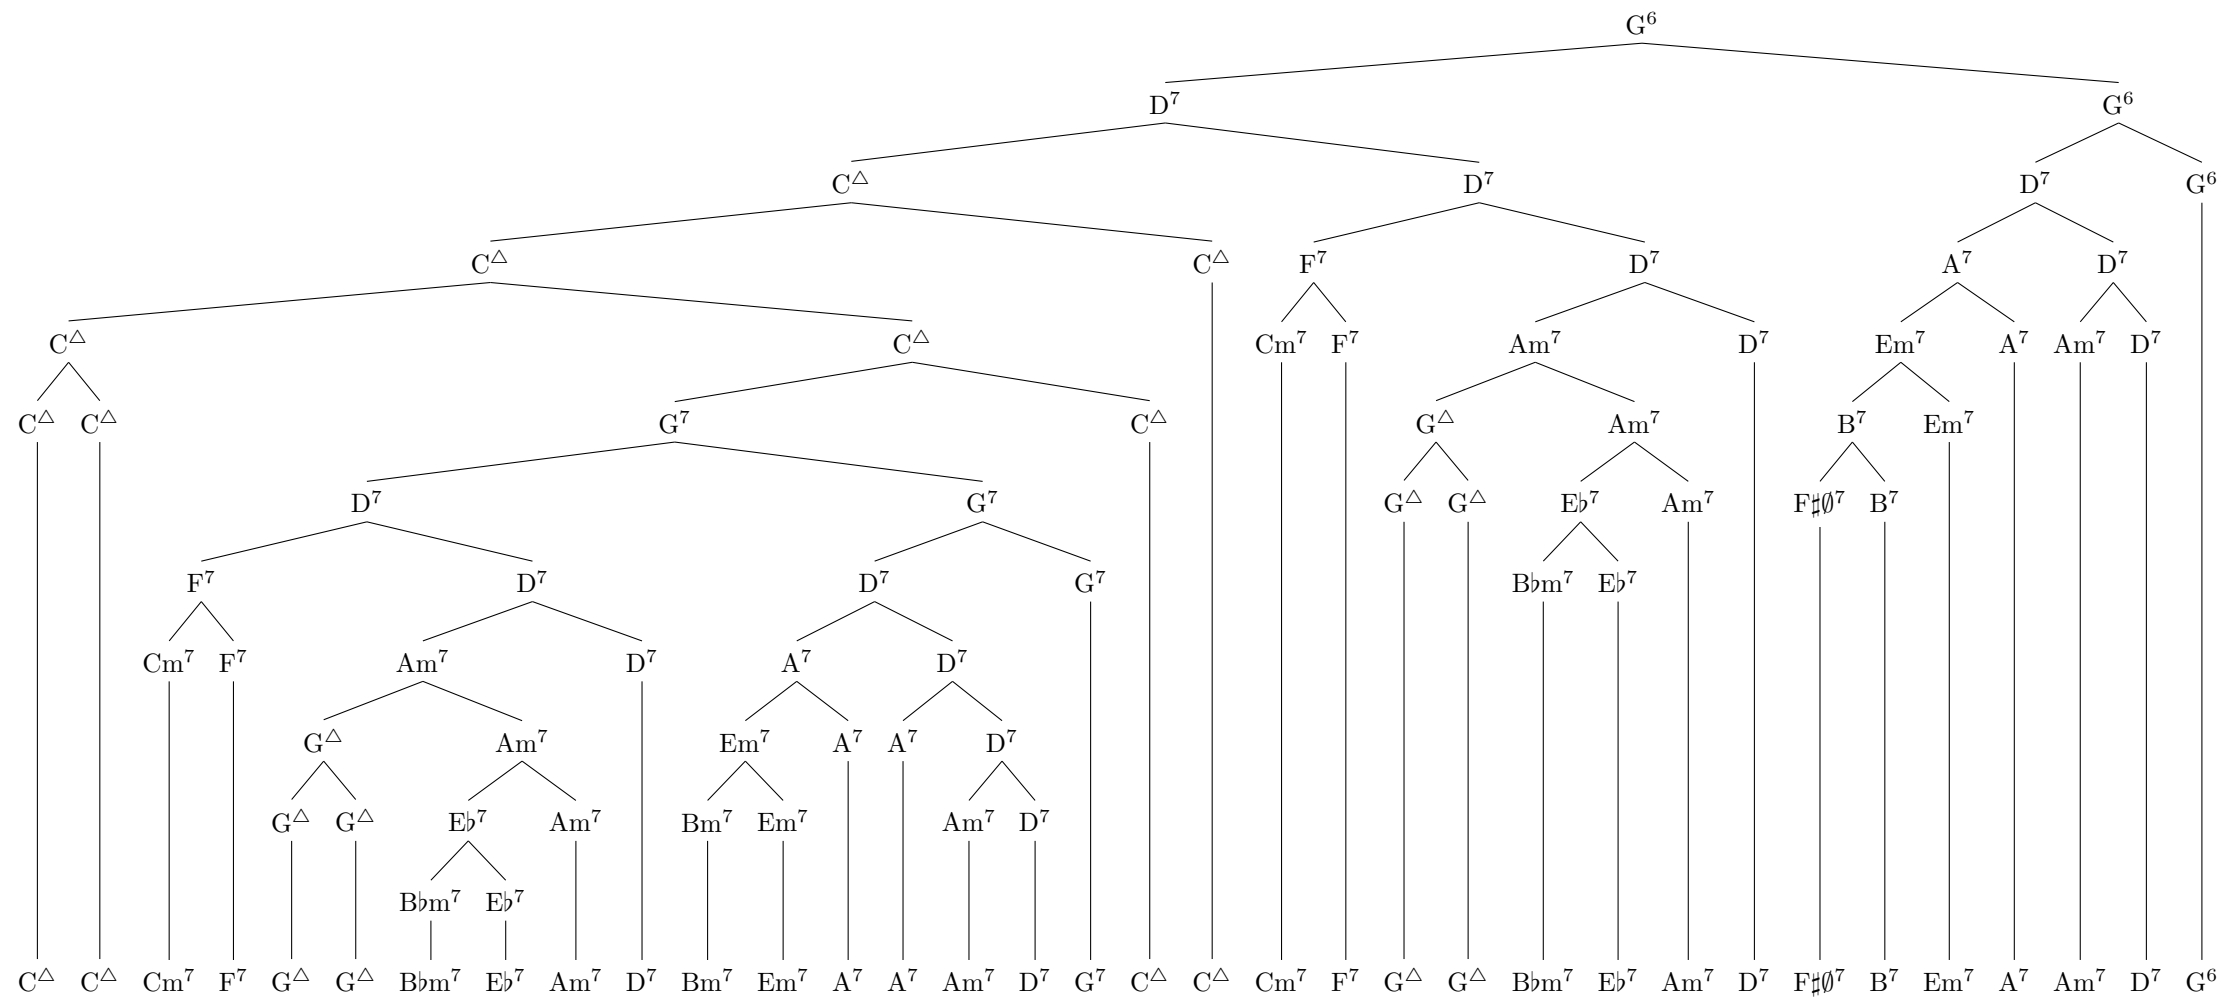 G⁶
D⁷ G⁶
C△ D⁷ D⁷ G⁶
C△ C△ F⁷ D⁷ A⁷ D⁷
C△ C△ Cm⁷ F⁷ Am⁷ D⁷ Em⁷ A⁷ Am⁷ D⁷
C△ C△ G⁷ C△ G△ Am⁷ B⁷ Em⁷
D⁷ G⁷ G△ G△ E♭⁷ Am⁷ F♯∅⁷ B⁷
F⁷ D⁷ D⁷ G⁷ B♭m⁷ E♭⁷
Cm⁷ F⁷ Am⁷ D⁷ A⁷ D⁷
G△ Am⁷ Em⁷ A⁷ A⁷ D⁷
G△ G△ E♭⁷ Am⁷ Bm⁷ Em⁷ Am⁷ D⁷
B♭m⁷ E♭⁷
C△ C△ Cm⁷ F⁷ G△ G△ B♭m⁷ E♭⁷ Am⁷ D⁷ Bm⁷ Em⁷ A⁷ A⁷ Am⁷ D⁷ G⁷ C△ C△ Cm⁷ F⁷ G△ G△ B♭m⁷ E♭⁷ Am⁷ D⁷ F♯∅⁷ B⁷ Em⁷ A⁷ Am⁷ D⁷ G⁶